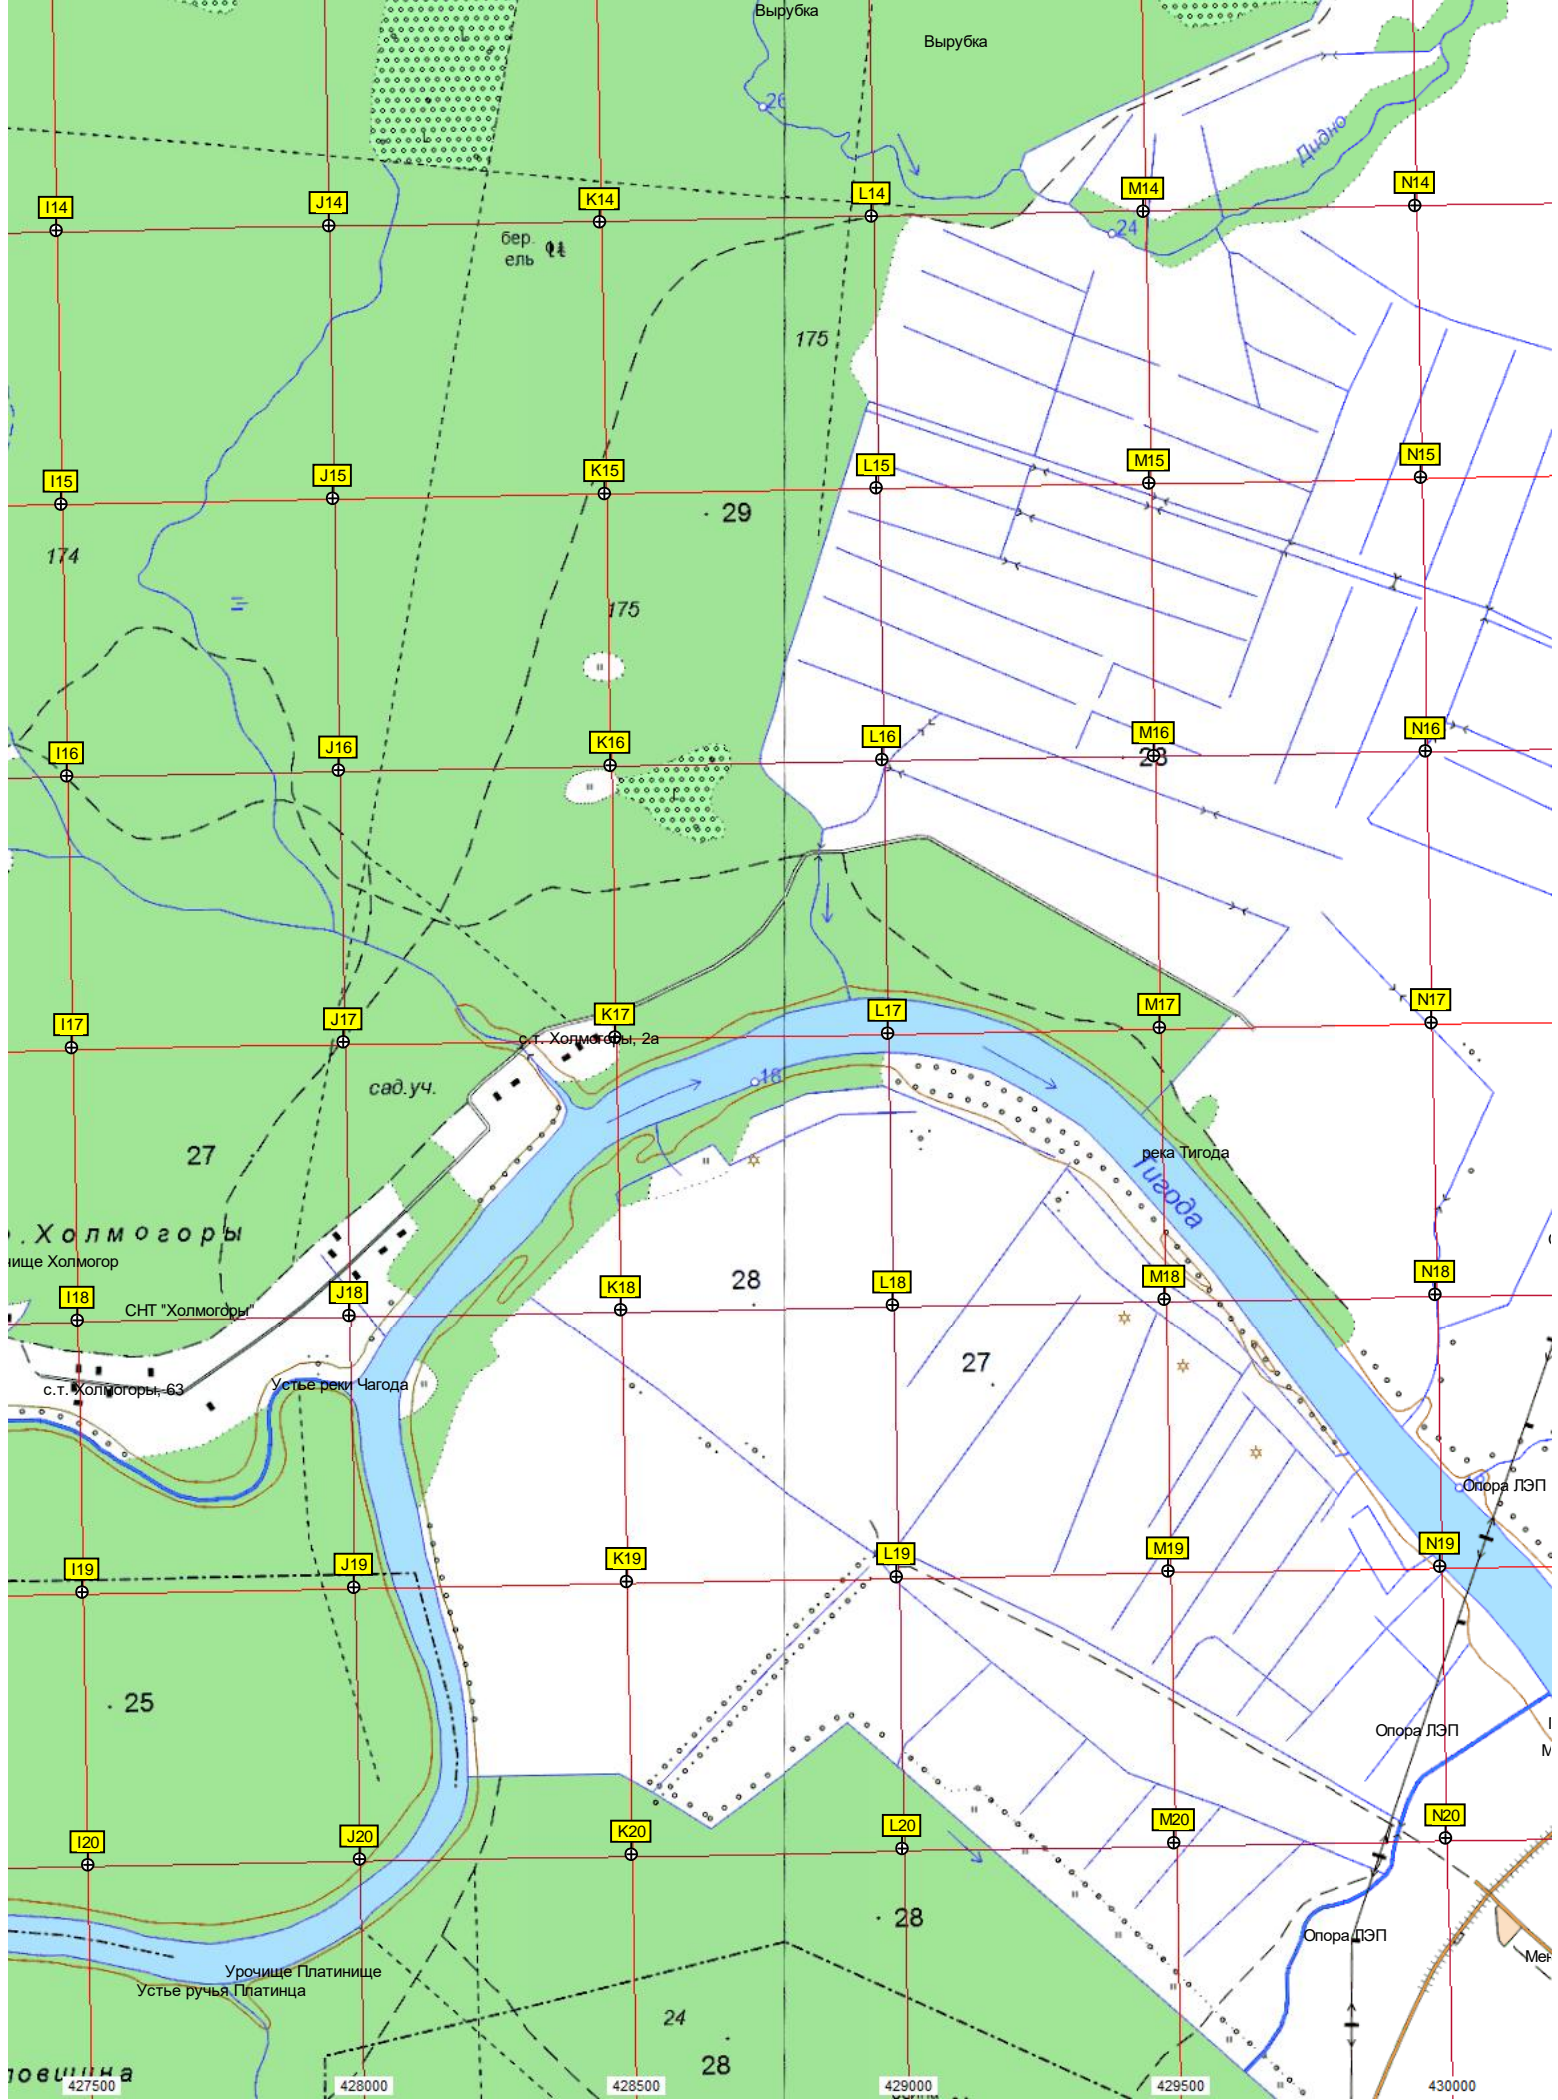 Вырубка
Вырубка
26
Дидно
I14
J14
K14
L14
M14
N14
24
бер.
ель
175
I15
J15
K15
L15
M15
N15
29
174
175
I16
J16
K16
L16
M16
N16
28
I17
J17
K17
L17
M17
N17
с.т. Холмогоры, 2а
сад.уч.
18
27
река Тигода
Тигода
. Холмогоры
чище Холмогор
28
I18
J18
K18
L18
M18
N18
СНТ "Холмогоры"
27
с.т. Холмогоры, 63
Устье реки Чагода
Опора ЛЭП
I19
J19
K19
L19
M19
N19
25
Опора ЛЭП
I20
J20
K20
L20
M20
N20
28
Опора ЛЭП
Мен
Урочище Платинище
Устье ручья Платинца
24
28
овщина
427500
428000
428500
429000
429500
430000